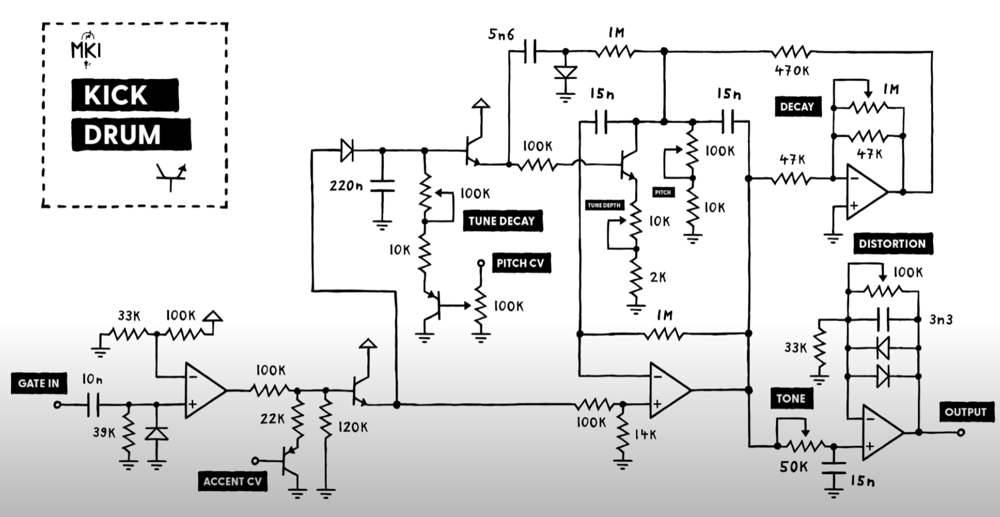 MKI
KICK
DRUM
5n6
1M
470K
15n
15n
DECAY
1M
47K
100K
100K
220n
100K
TUNE DECAY
TUNE DEPTH
10K
PITCH
10K
47K
10K
2K
PITCH CV
100K
DISTORTION
100K
3n3
33K
33K
100K
1M
GATE IN
10n
100K
39K
22K
120K
ACCENT CV
100K
14K
TONE
50K
15n
OUTPUT